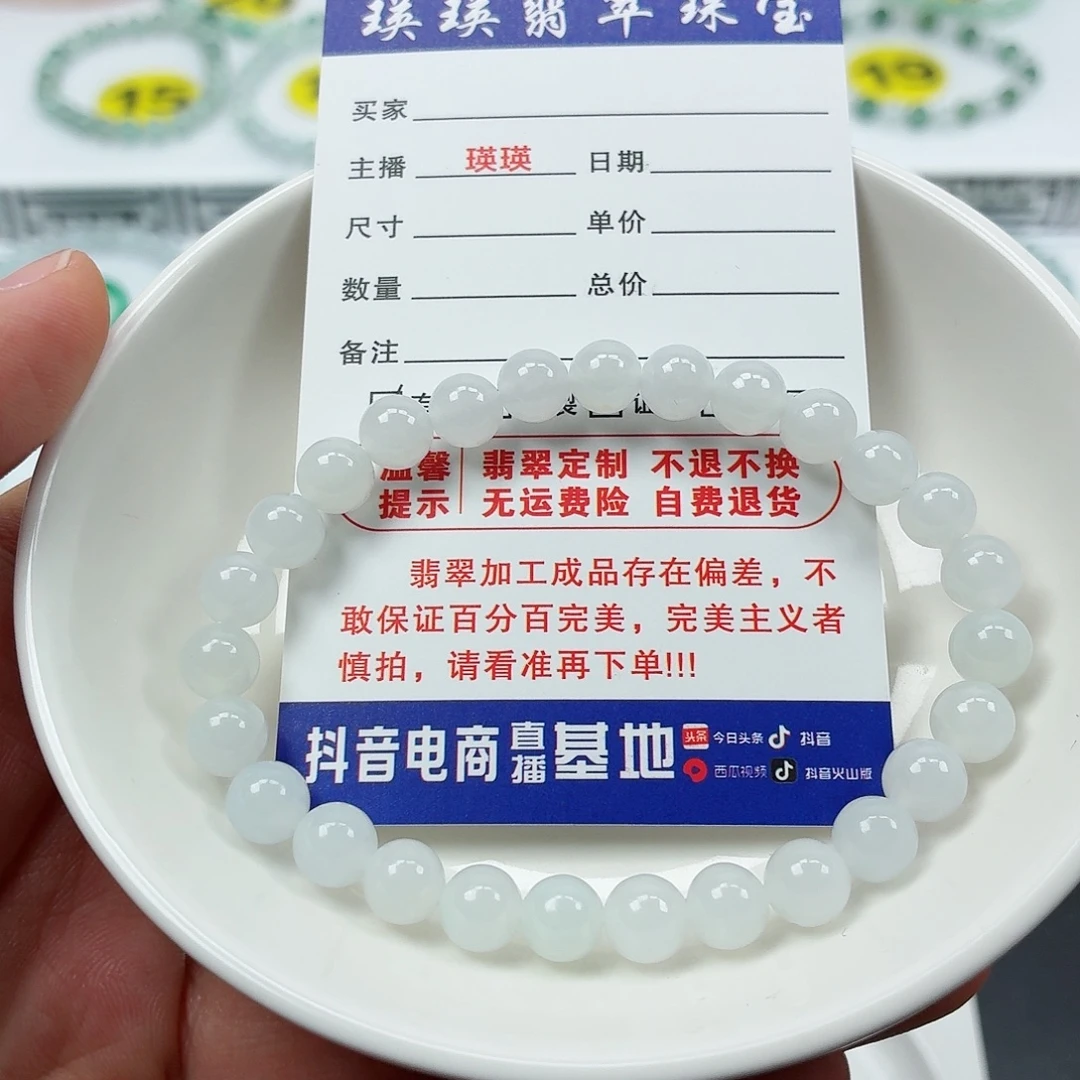 15
19
瑛瑛翡翠珠宝
买家
主播 瑛瑛 日期
尺寸 单价
数量 总价
备注
证
温馨提示
翡翠定制 不退不换
无运费险 自费退货
翡翠加工成品存在偏差，不
敢保证百分百完美，完美主义者
慎拍，请看准再下单!!!
抖音电商直播基地
头条 今日头条 抖音
西瓜视频 抖音火山版